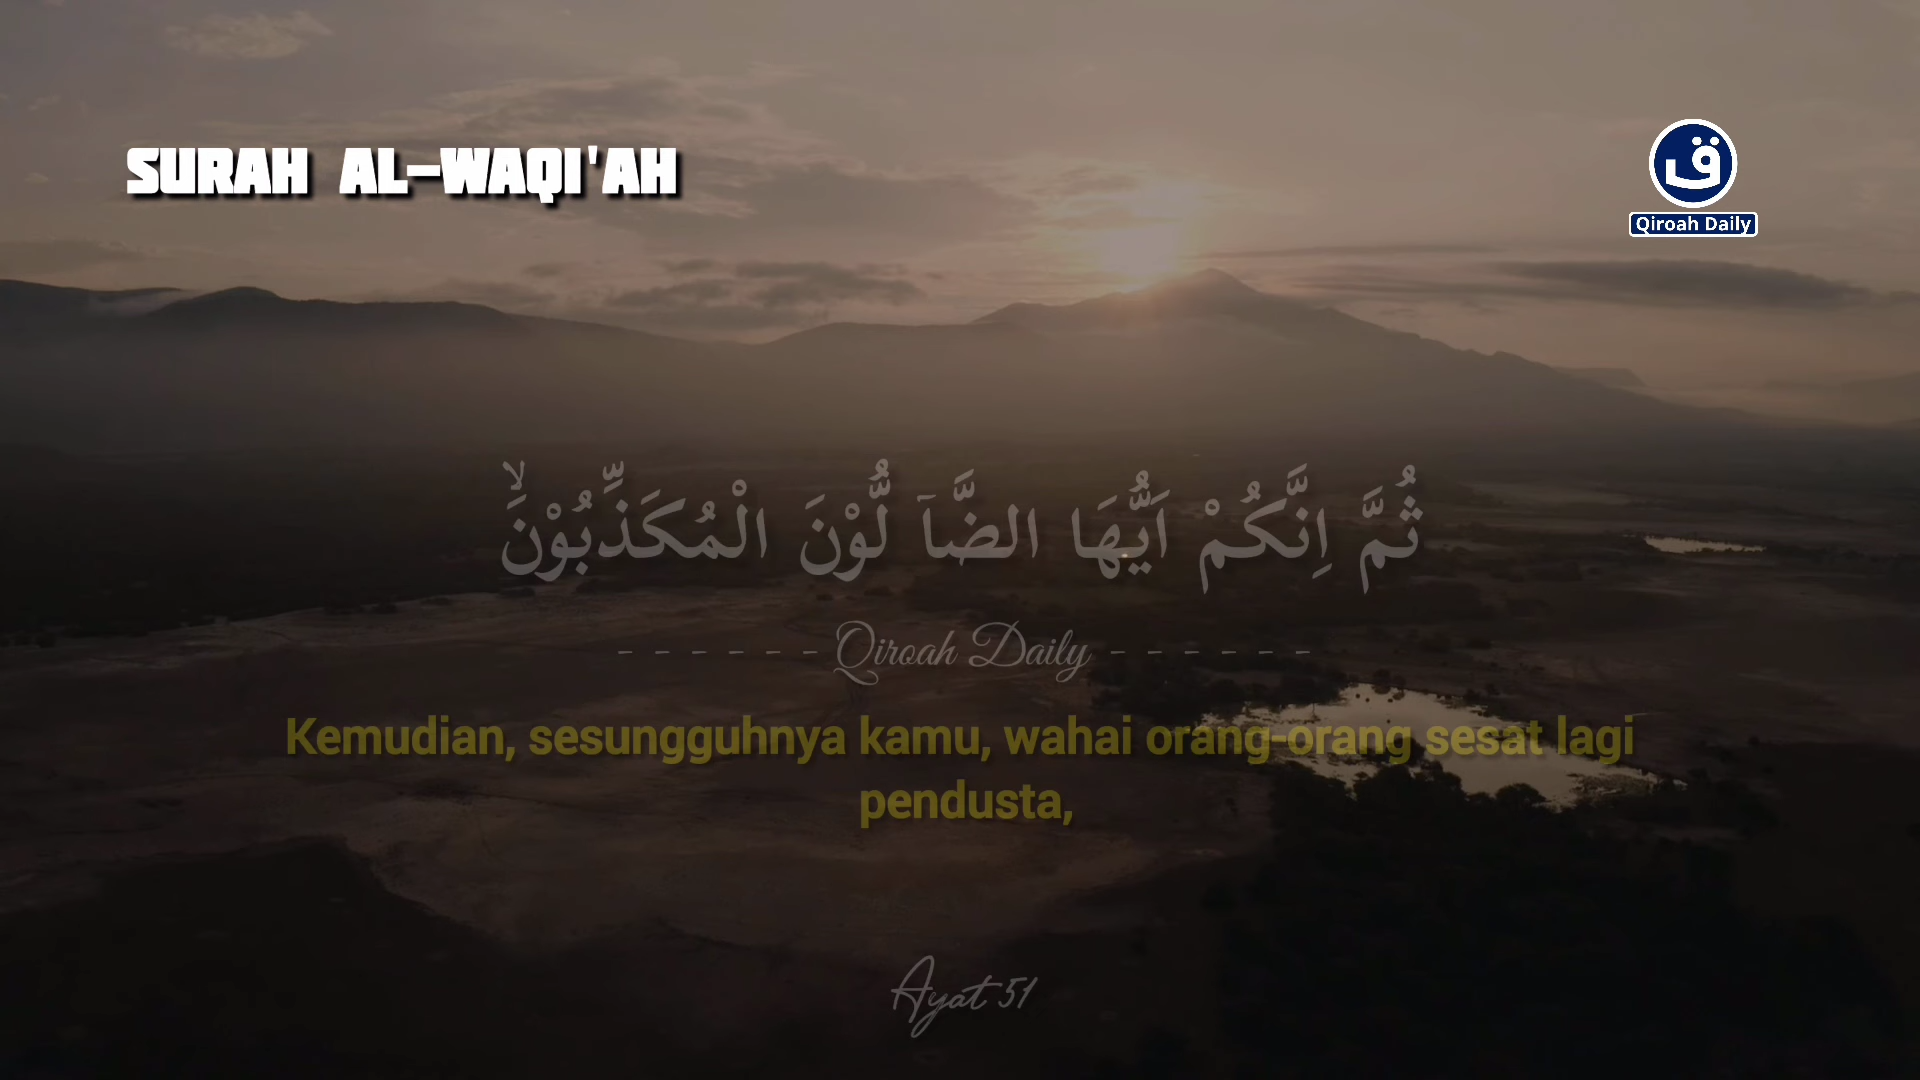 SURAH AL-WAQI'AH
ق
Qiroah Daily
ثُمَّ اِنَّكُمْ اَيُّهَا الضَّاۤ لُّوْنَ الْمُكَذِّبُوْنَۙ
- - - - - - Qiroah Daily - - - - - -
Kemudian, sesungguhnya kamu, wahai orang-orang sesat lagi
pendusta,
Ayat 51